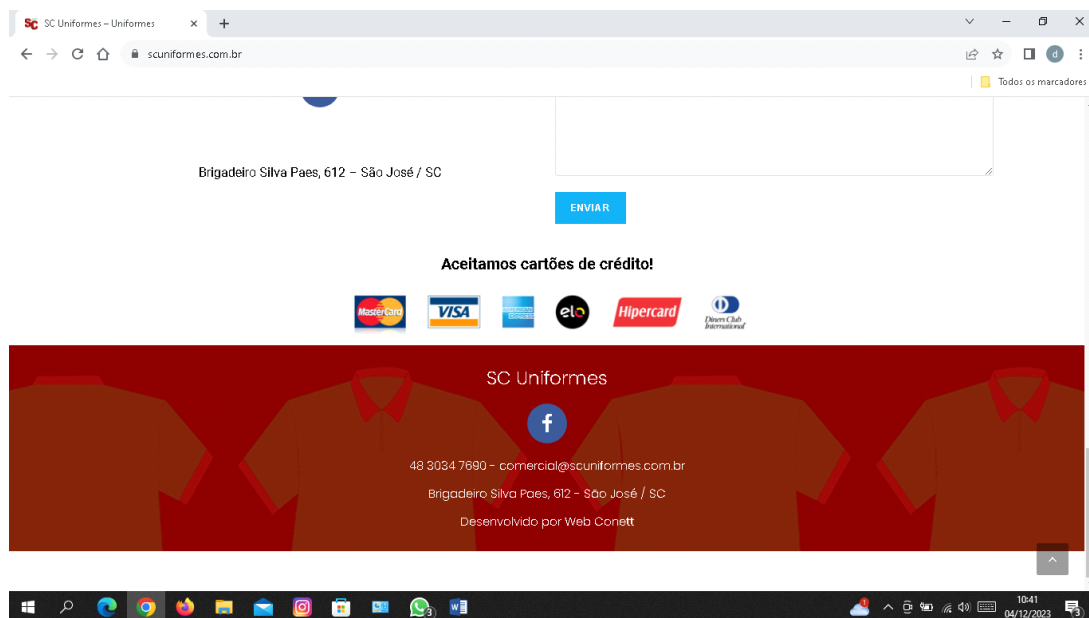 SC SC Uniformes – Uniformes
scuniformes.com.br
d
Todos os marcadores
Brigadeiro Silva Paes, 612 – São José / SC
ENVIAR
Aceitamos cartões de crédito!
MasterCard VISA elo Hipercard Diners Club International
SC Uniformes
f
48 3034 7690 - comercial@scuniformes.com.br
Brigadeiro Silva Paes, 612 - São José / SC
Desenvolvido por Web Conett
3
10:41
04/12/2023